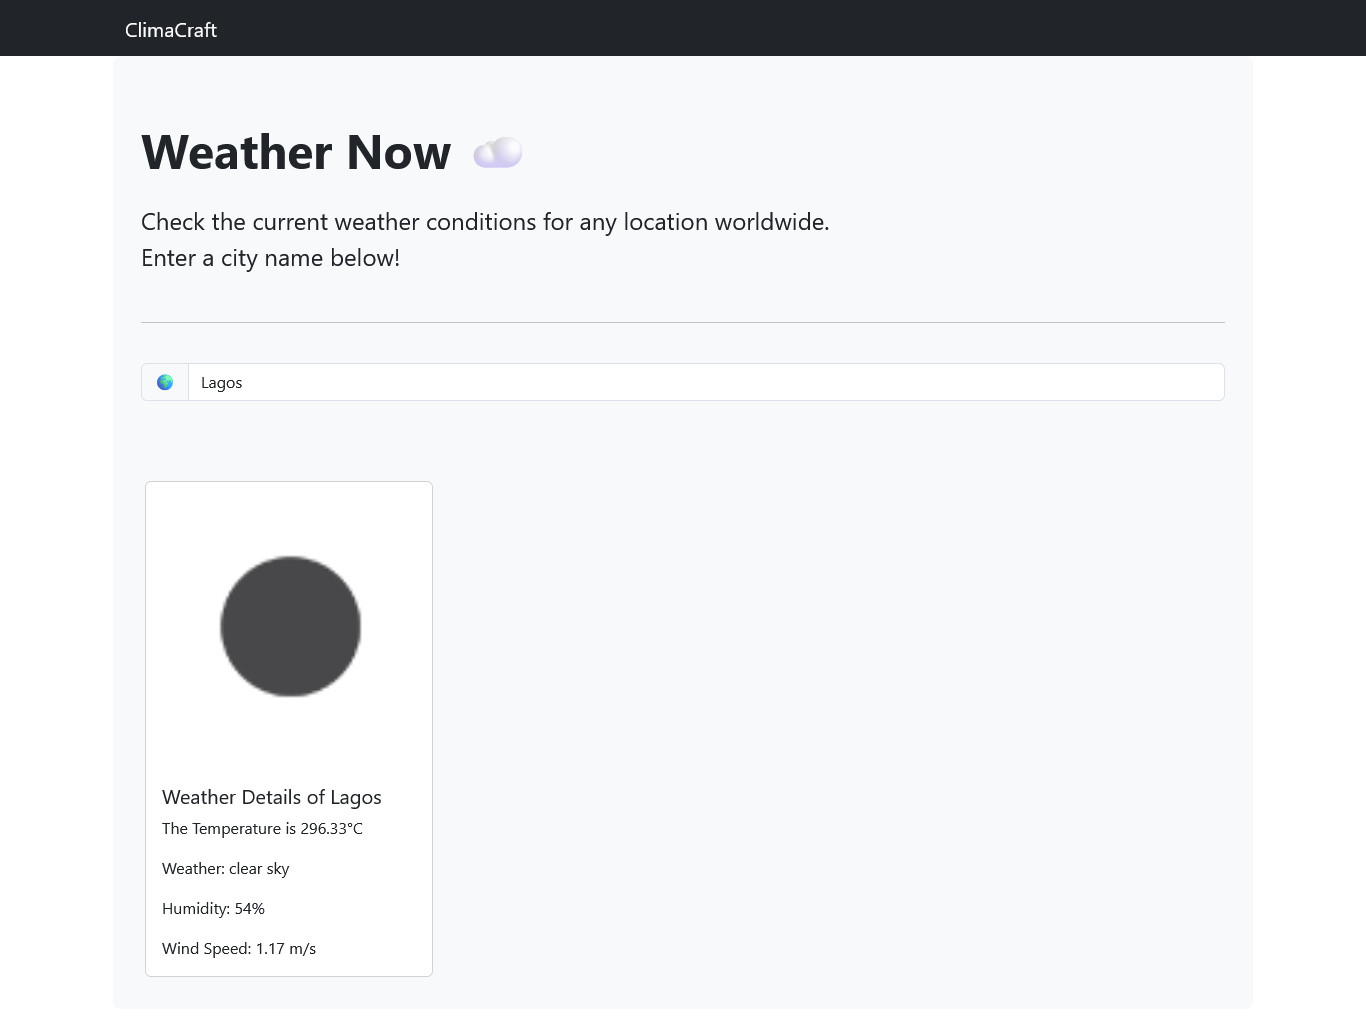 ClimaCraft
Weather Now
Check the current weather conditions for any location worldwide.
Enter a city name below!
Lagos
Weather Details of Lagos
The Temperature is 296.33°C
Weather: clear sky
Humidity: 54%
Wind Speed: 1.17 m/s